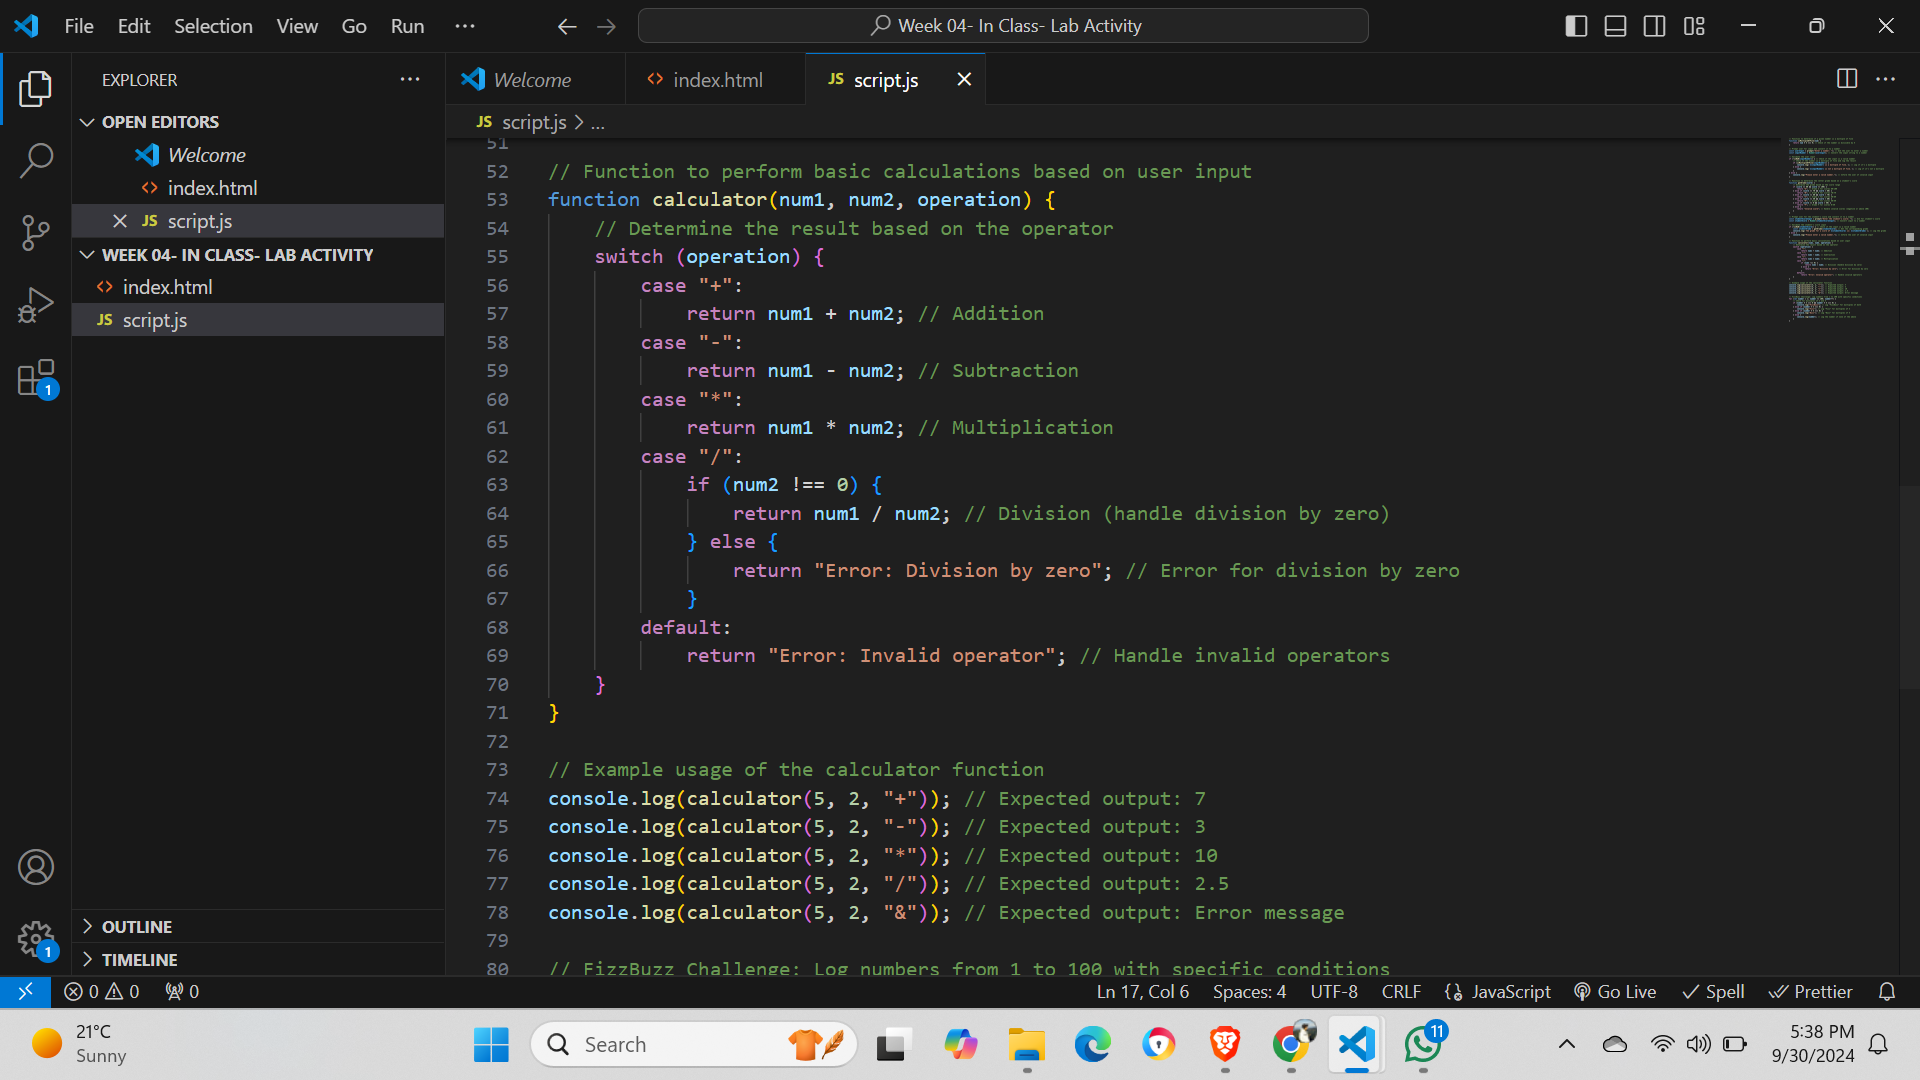 File Edit Selection View Go Run ...
Week 04- In Class- Lab Activity
EXPLORER
Welcome
index.html
JS script.js
OPEN EDITORS
Welcome
index.html
JS script.js
WEEK 04- IN CLASS- LAB ACTIVITY
index.html
JS script.js
1
1
OUTLINE
TIMELINE
JS script.js > ...
51
52 // Function to perform basic calculations based on user input
53 function calculator(num1, num2, operation) {
54 // Determine the result based on the operator
55 switch (operation) {
56 case "+":
57 return num1 + num2; // Addition
58 case "-":
59 return num1 - num2; // Subtraction
60 case "*":
61 return num1 * num2; // Multiplication
62 case "/":
63 if (num2 !== 0) {
64 return num1 / num2; // Division (handle division by zero)
65 } else {
66 return "Error: Division by zero"; // Error for division by zero
67 }
68 default:
69 return "Error: Invalid operator"; // Handle invalid operators
70 }
71 }
72
73 // Example usage of the calculator function
74 console.log(calculator(5, 2, "+")); // Expected output: 7
75 console.log(calculator(5, 2, "-")); // Expected output: 3
76 console.log(calculator(5, 2, "*")); // Expected output: 10
77 console.log(calculator(5, 2, "/")); // Expected output: 2.5
78 console.log(calculator(5, 2, "&")); // Expected output: Error message
79
80 // FizzBuzz Challenge: Log numbers from 1 to 100 with specific conditions
0 0 0 Ln 17, Col 6 Spaces: 4 UTF-8 CRLF {} JavaScript Go Live Spell Prettier
21°C
Sunny
Search
11
5:38 PM
9/30/2024